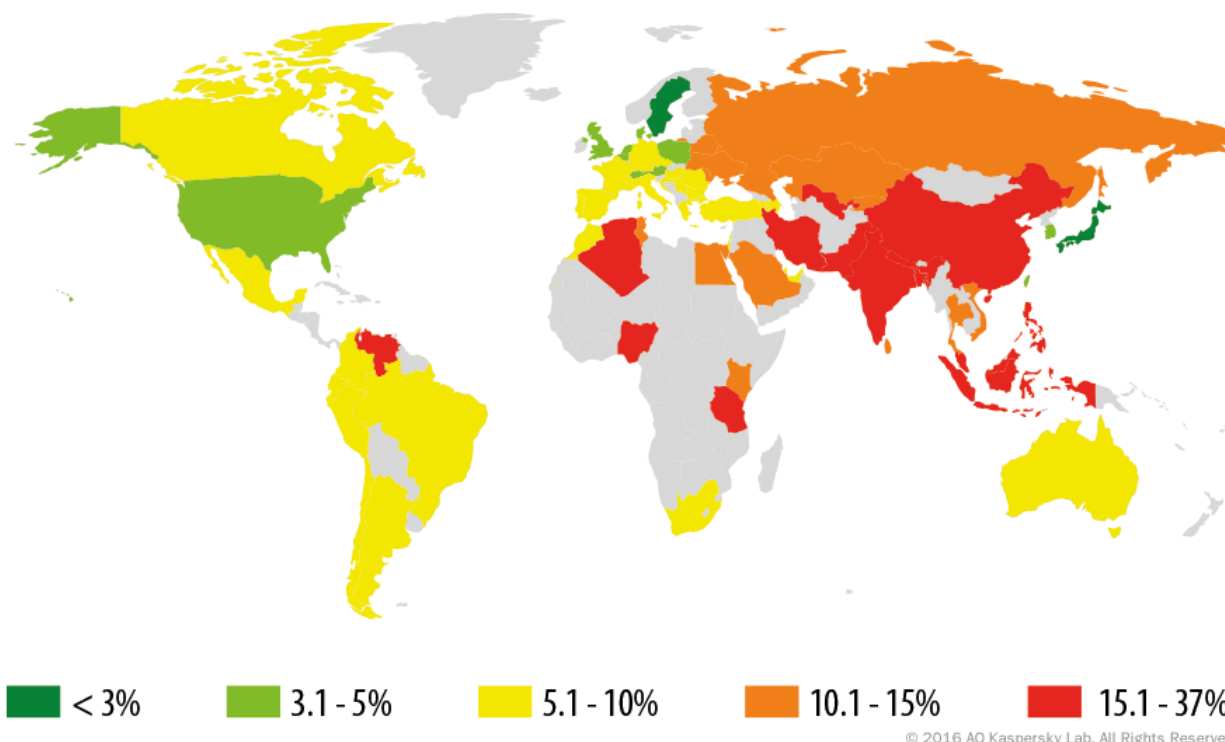 < 3%
3.1 - 5%
5.1 - 10%
10.1 - 15%
15.1 - 37%
© 2016 AO Kaspersky Lab. All Rights Reserve